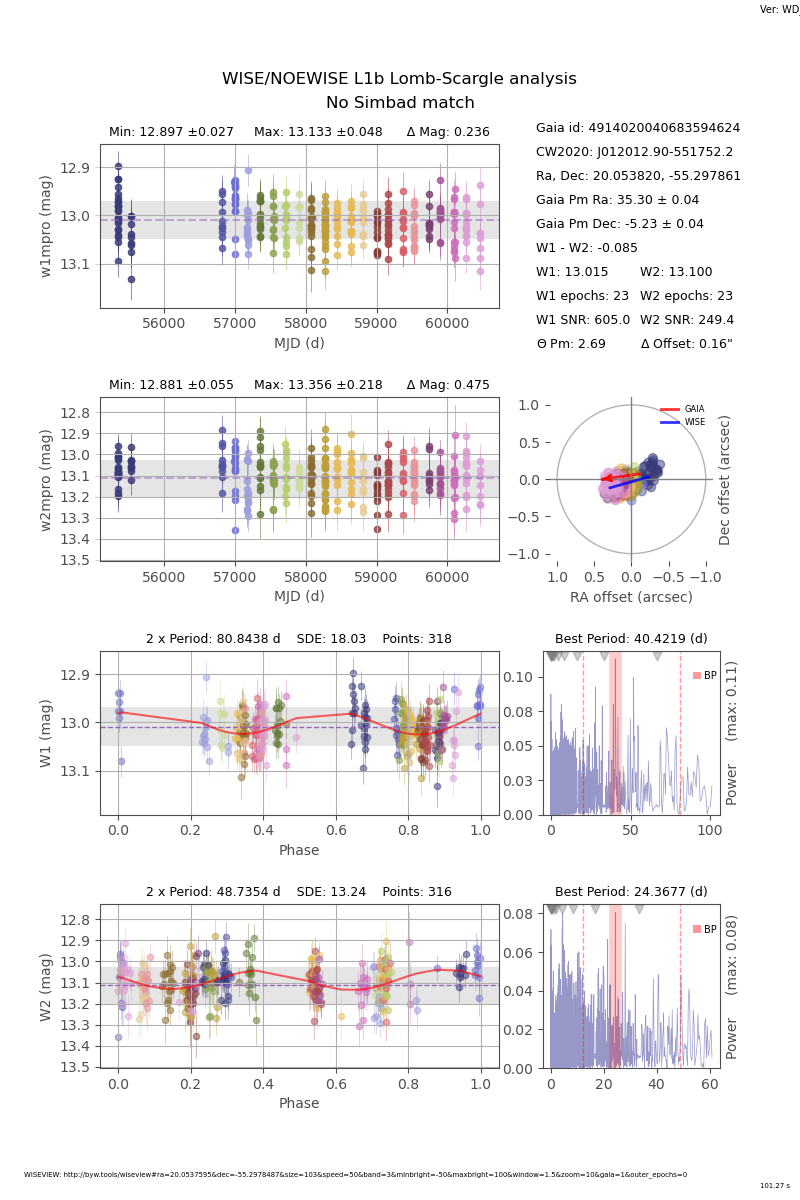 Ver: WD_
WISE/NOEWISE L1b Lomb-Scargle analysis
No Simbad match
Min: 12.897 ±0.027 Max: 13.133 ±0.048 Δ Mag: 0.236
12.9
13.0
13.1
w1mpro (mag)
56000 57000 58000 59000 60000
MJD (d)
Gaia id: 4914020040683594624
CW2020: J012012.90-551752.2
Ra, Dec: 20.053820, -55.297861
Gaia Pm Ra: 35.30 ± 0.04
Gaia Pm Dec: -5.23 ± 0.04
W1 - W2: -0.085
W1: 13.015 W2: 13.100
W1 epochs: 23 W2 epochs: 23
W1 SNR: 605.0 W2 SNR: 249.4
Θ Pm: 2.69 Δ Offset: 0.16"
Min: 12.881 ±0.055 Max: 13.356 ±0.218 Δ Mag: 0.475
12.8
12.9
13.0
13.1
13.2
13.3
13.4
13.5
w2mpro (mag)
56000 57000 58000 59000 60000
MJD (d)
GAIA
WISE
1.0
0.5
0.0
−0.5
−1.0
Dec offset (arcsec)
1.0 0.5 0.0 −0.5 −1.0
RA offset (arcsec)
2 x Period: 80.8438 d SDE: 18.03 Points: 318
12.9
13.0
13.1
W1 (mag)
0.0 0.2 0.4 0.6 0.8 1.0
Phase
Best Period: 40.4219 (d)
BP
0.10
0.08
0.05
0.03
0.00
Power (max: 0.11)
0 50 100
2 x Period: 48.7354 d SDE: 13.24 Points: 316
12.8
12.9
13.0
13.1
13.2
13.3
13.4
13.5
W2 (mag)
0.0 0.2 0.4 0.6 0.8 1.0
Phase
Best Period: 24.3677 (d)
BP
0.08
0.06
0.04
0.02
0.00
Power (max: 0.08)
0 20 40 60
WISEVIEW: http://byw.tools/wiseview#ra=20.0537595&dec=-55.2978487&size=103&speed=50&band=3&minbright=-50&maxbright=100&window=1.5&zoom=10&gaia=1&outer_epochs=0
101.27 s